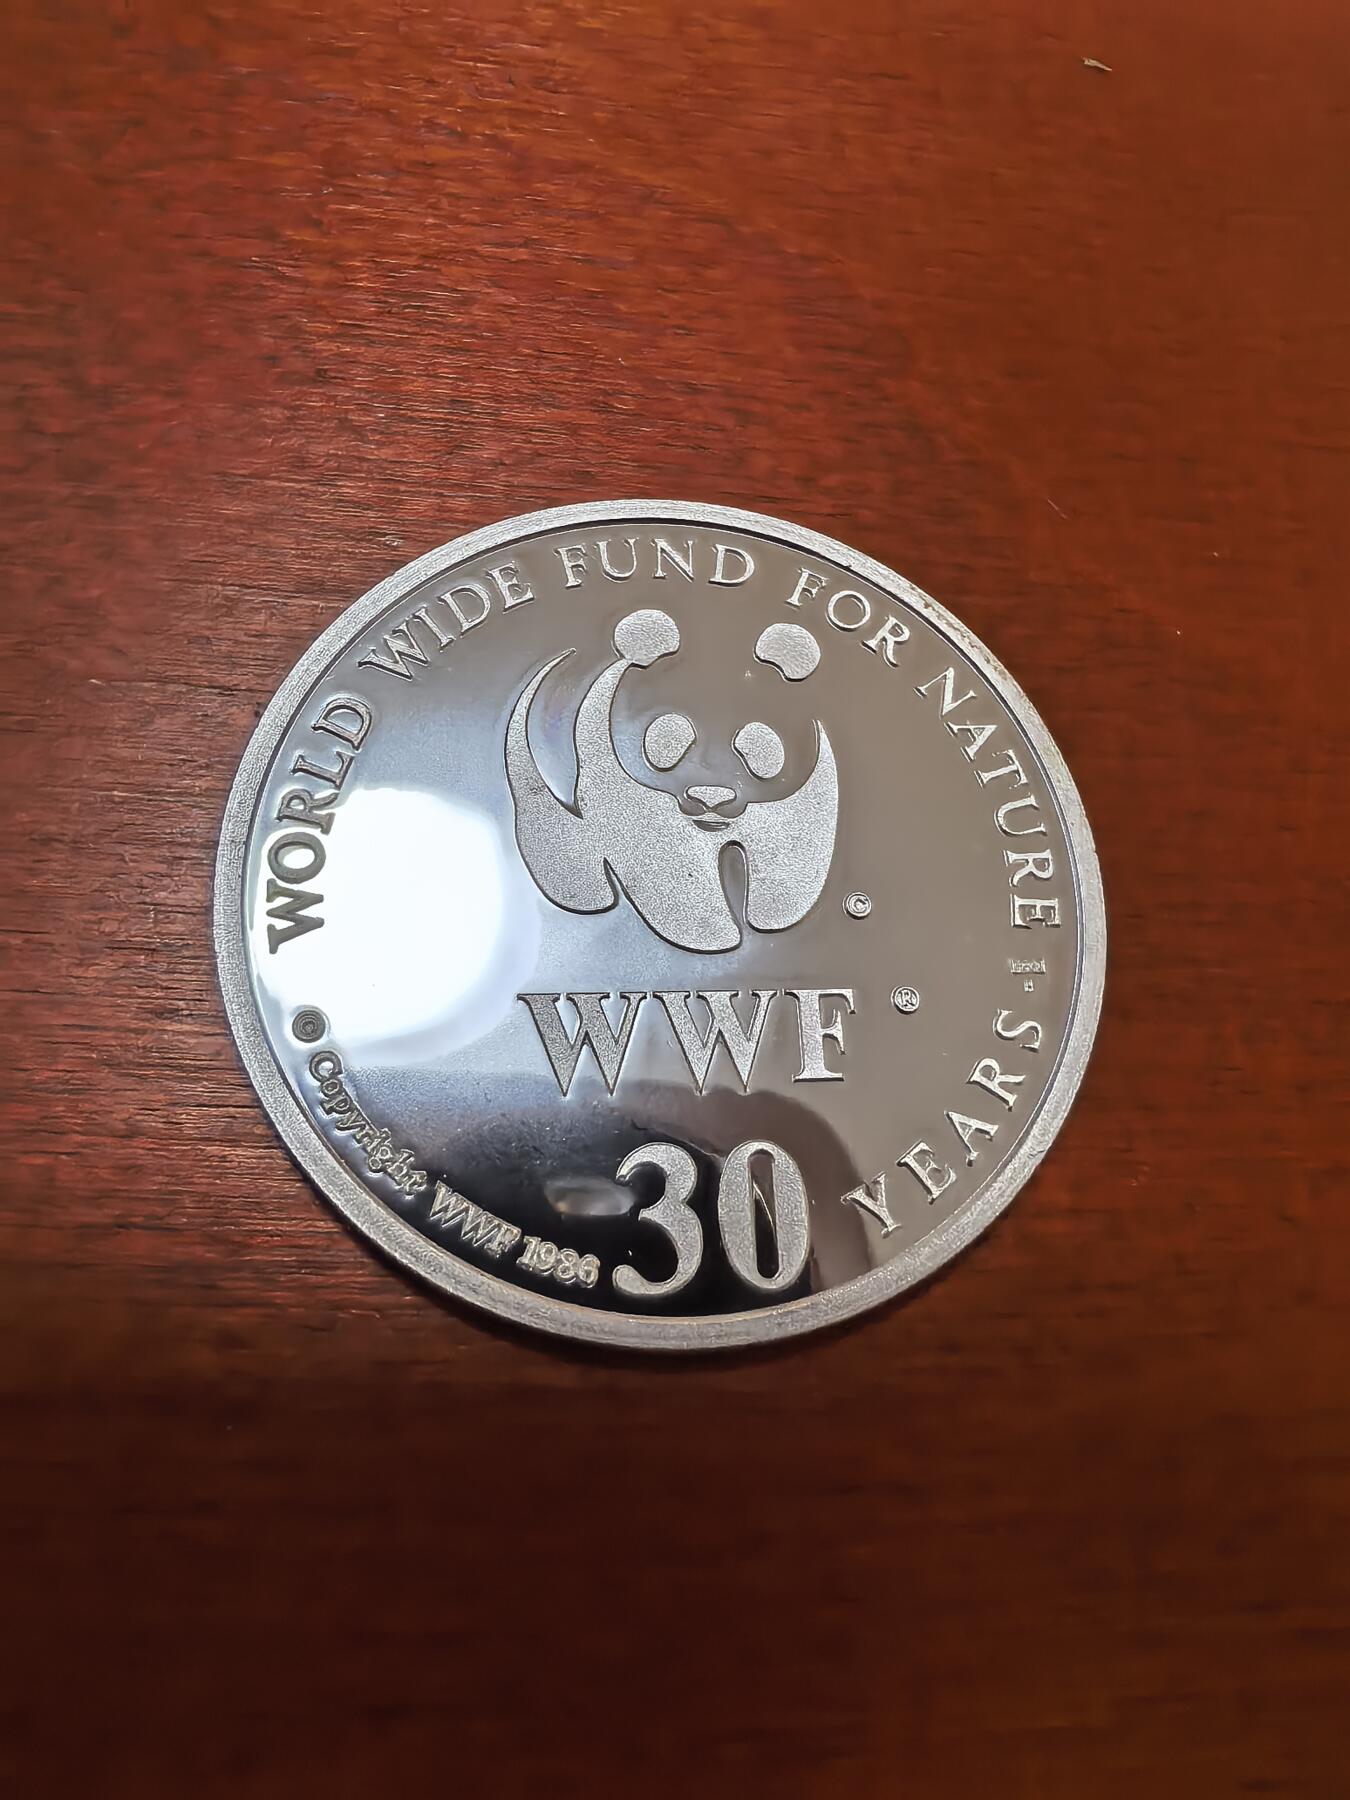 WORLD WIDE FUND FOR NATURE
©
WWF ®
30 YEARS
© Copyright WWF 1986